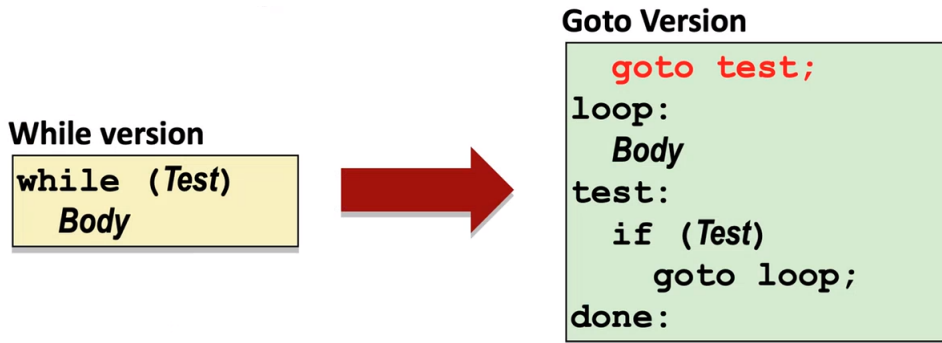 While version
while (Test)
Body
Goto Version
goto test;
loop:
Body
test:
if (Test)
goto loop;
done: